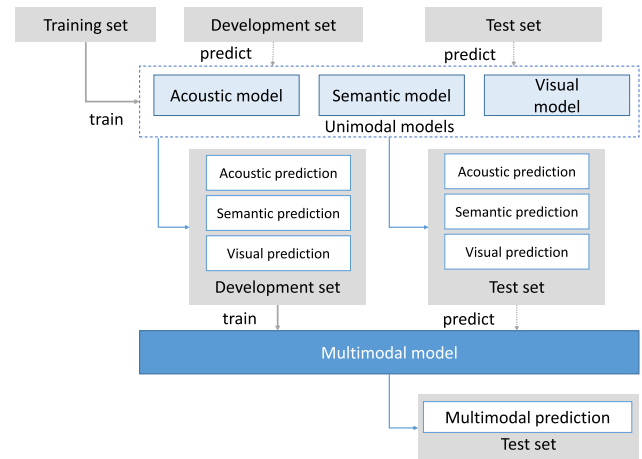 Training set
Development set
Test set
predict
predict
train
Acoustic model
Semantic model
Visual
model
Unimodal models
Acoustic prediction
Semantic prediction
Visual prediction
Development set
Acoustic prediction
Semantic prediction
Visual prediction
Test set
train
predict
Multimodal model
Multimodal prediction
Test set